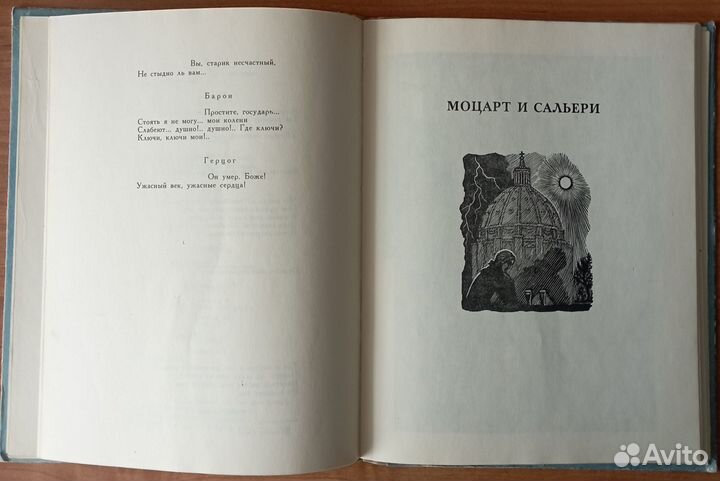 Вы, старик несчастный,
Не стыдно ль вам...
Барон
Простите, государь...
Стоять я не могу... мои колени
Слабеют... душно!.. душно!.. Где ключи?
Ключи, ключи мои!..
Герцог
Он умер. Боже!
Ужасный век, ужасные сердца!
МОЦАРТ И САЛЬЕРИ
Avito